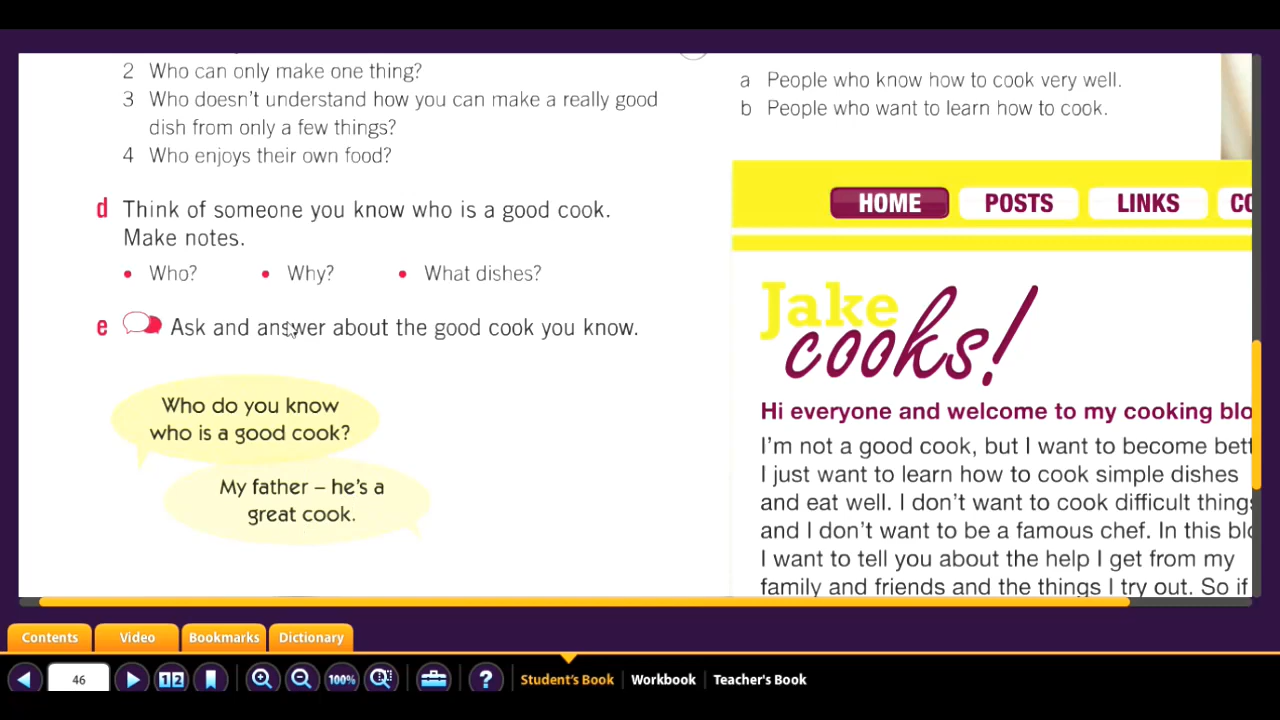 2 Who can only make one thing?
3 Who doesn't understand how you can make a really good
dish from only a few things?
4 Who enjoys their own food?
d Think of someone you know who is a good cook.
Make notes.
• Who? • Why? • What dishes?
e Ask and answer about the good cook you know.
Who do you know
who is a good cook?
My father – he's a
great cook.
a People who know how to cook very well.
b People who want to learn how to cook.
HOME POSTS LINKS CO
Jake
cooks!
Hi everyone and welcome to my cooking blo
I'm not a good cook, but I want to become bett
I just want to learn how to cook simple dishes
and eat well. I don't want to cook difficult things
and I don't want to be a famous chef. In this blo
I want to tell you about the help I get from my
family and friends and the things I try out. So if
Contents Video Bookmarks Dictionary
46 12 100% ? Student's Book Workbook Teacher's Book